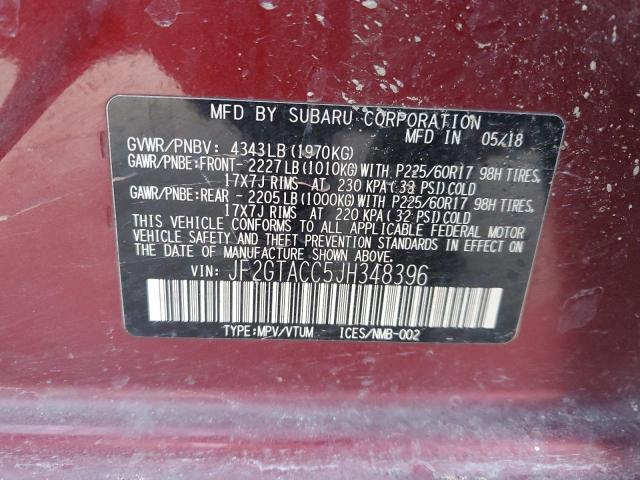 MFD BY SUBARU CORPORATION
MFD IN 05/18
GVWR/PNBV: 4343LB (1970KG)
GAWR/PNBE:FRONT-2227LB(1010KG)WITH P225/60R17 98H TIRES,
17X7J RIMS AT 230 KPA(33 PSI)COLD
GAWR/PNBE:REAR -2205LB(1000KG)WITH P225/60R17 98H TIRES,
17X7J RIMS AT 220 KPA(32 PSI)COLD
THIS VEHICLE CONFORMS TO ALL APPLICABLE FEDERAL MOTOR
VEHICLE SAFETY AND THEFT PREVENTION STANDARDS IN EFFECT ON
THE DATE OF MANUFACTURE SHOWN ABOVE.
VIN: JF2GTACC5JH348396
TYPE:MPV/VTUM ICES/NMB-002